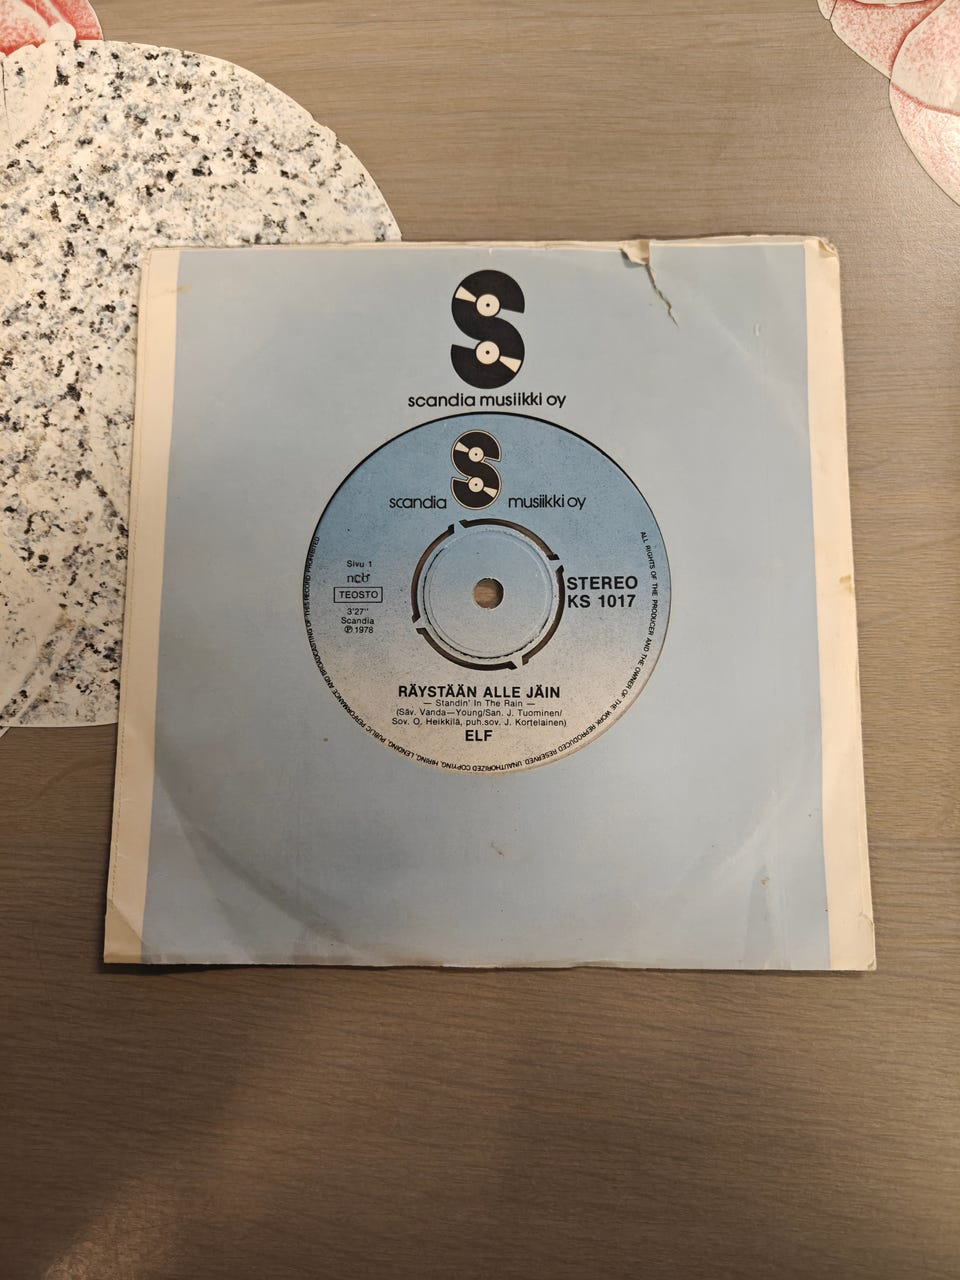 scandia musiikki oy
scandia musiikki oy
Sivu 1
ncb
TEOSTO
3'27''
Scandia
℗ 1978
STEREO
KS 1017
RÄYSTÄÄN ALLE JÄIN
— Standin' In The Rain —
(Säv. Vanda—Young/San. J. Tuominen/
Sov. O. Heikkilä, puh.sov. J. Kortelainen)
ELF
ALL RIGHTS OF THE PRODUCER AND THE OWNER OF THE WORK REPRODUCED RESERVED. UNAUTHORIZED COPYING, HIRING, LENDING, PUBLIC PERFORMANCE AND BROADCASTING OF THIS RECORD PROHIBITED